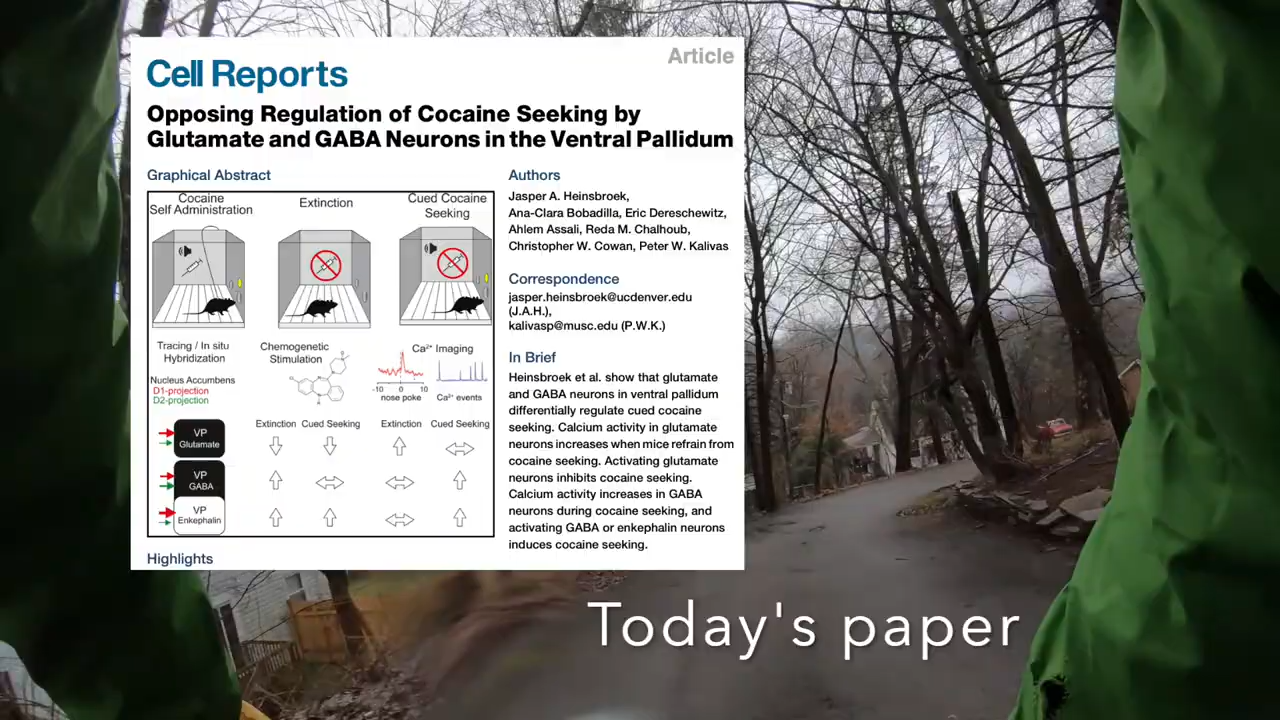 Article
Cell Reports
Opposing Regulation of Cocaine Seeking by
Glutamate and GABA Neurons in the Ventral Pallidum
Graphical Abstract
Cocaine
Self Administration
Extinction
Cued Cocaine
Seeking
Tracing / In situ
Hybridization
Chemogenetic
Stimulation
Ca²⁺ Imaging
Nucleus Accumbens
D1-projection
D2-projection
-10 0 10
nose poke
Ca²⁺ events
Extinction Cued Seeking Extinction Cued Seeking
VP
Glutamate
VP
GABA
VP
Enkephalin
Highlights
Authors
Jasper A. Heinsbroek,
Ana-Clara Bobadilla, Eric Dereschewitz,
Ahlem Assali, Reda M. Chalhoub,
Christopher W. Cowan, Peter W. Kalivas
Correspondence
jasper.heinsbroek@ucdenver.edu
(J.A.H.),
kalivasp@musc.edu (P.W.K.)
In Brief
Heinsbroek et al. show that glutamate
and GABA neurons in ventral pallidum
differentially regulate cued cocaine
seeking. Calcium activity in glutamate
neurons increases when mice refrain from
cocaine seeking. Activating glutamate
neurons inhibits cocaine seeking.
Calcium activity increases in GABA
neurons during cocaine seeking, and
activating GABA or enkephalin neurons
induces cocaine seeking.
Today's paper